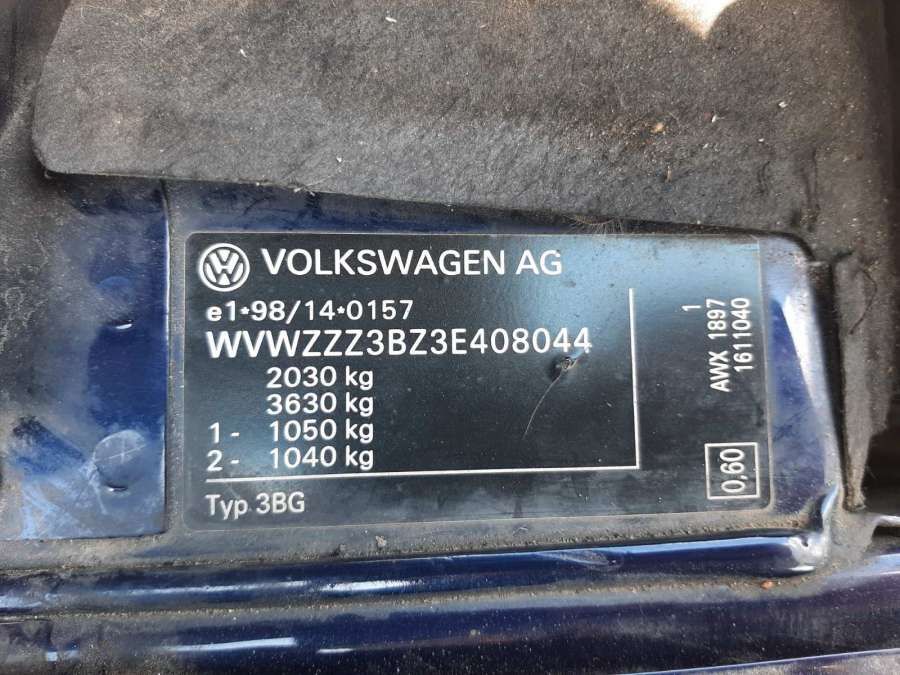 VOLKSWAGEN AG
e1*98/14*0157
WVWZZZ3BZ3E408044
2030 kg
3630 kg
1- 1050 kg
2- 1040 kg
Typ 3BG
1
AWX 1897
1611040
0,60